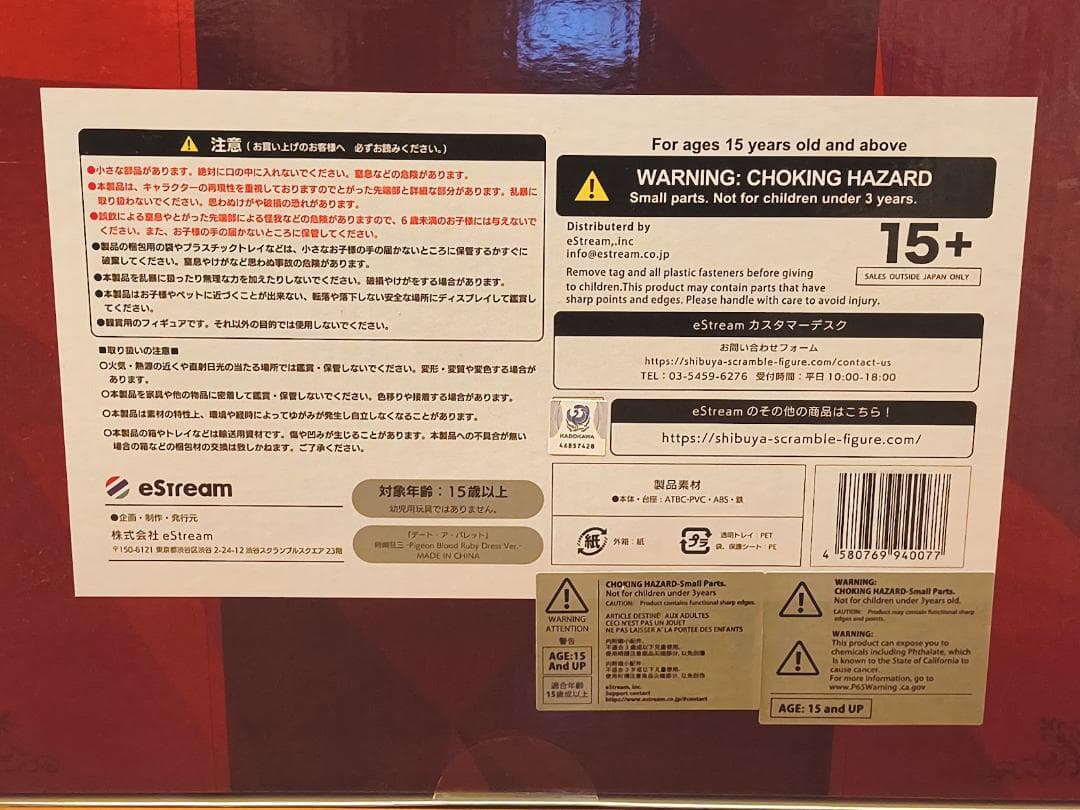 注意(お買い上げのお客様へ 必ずお読みください。)
●小さな部品があります。絶対に口の中に入れないでください。窒息などの危険があります。
●本製品は、キャラクターの再現性を重視しておりますのでとがった先端部と詳細な部分があります。乱暴に
取り扱わないでください。思わぬけがや破損の恐れがあります。
●誤飲による窒息やとがった先端部による怪我などの危険がありますので、6歳未満のお子様には与えないで
ください。また、お子様の手の届かないところに保管してください。
●製品の梱包用の袋やプラスチックトレイなどは、小さなお子様の手の届かないところに保管するかすぐに
破棄してください。窒息やけがなど思わぬ事故の危険があります。
●本製品を乱暴に扱ったり無理な力を加えたりしないでください。破損やけがをする場合があります。
●本製品はお子様やペットに近づくことが出来ない、転落や落下しない安全な場所にディスプレイして鑑賞し
てください。
●観賞用のフィギュアです。それ以外の目的では使用しないでください。
■取り扱いの注意■
○火気・熱源の近くや直射日光の当たる場所では鑑賞・保管しないでください。変形・変質や変色する場合が
あります。
○本製品を家具や他の物品に密着して鑑賞・保管しないでください。色移りや接着する場合があります。
○本製品は素材の特性上、環境や経時によってゆがみが発生し自立しなくなることがあります。
○本製品の箱やトレイなどは輸送用資材です。傷や凹みが生じることがあります。本製品への不具合が無い
場合の箱などの梱包材の交換は致しかねます。ご了承ください。
eStream
●企画・制作・発行元
株式会社 eStream
〒150-6121 東京都渋谷区渋谷 2-24-12 渋谷スクランブルスクエア 23階
対象年齢:15歳以上
幼児用玩具ではありません。
『デート・ア・バレット』
時崎狂三 -Pigeon Blood Ruby Dress Ver.-
MADE IN CHINA
For ages 15 years old and above
WARNING: CHOKING HAZARD
Small parts. Not for children under 3 years.
Distributerd by
eStream,.inc
info@estream.co.jp
15+
SALES OUTSIDE JAPAN ONLY
Remove tag and all plastic fasteners before giving
to children.This product may contain parts that have
sharp points and edges. Please handle with care to avoid injury.
eStream カスタマーデスク
お問い合わせフォーム
https://shibuya-scramble-figure.com/contact-us
TEL:03-5459-6276 受付時間:平日 10:00-18:00
KADOKAWA
46857428
eStream のその他の商品はこちら!
https://shibuya-scramble-figure.com/
製品素材
●本体・台座:ATBC-PVC・ABS・鉄
紙 外箱:紙
プラ 透明トレイ:PET
袋、保護シート:PE
4 580769 940077
WARNING
ATTENTION
警告
AGE:15
And UP
適合年齢
15歳或以上
CHOKING HAZARD-Small Parts.
Not for children under 3years
CAUTION: Product contains functional sharp edges.
ARTICLE DESTINE AUX ADULTES
CECI N'EST PAS UN JOUET
NE PAS LAISSER A LA PORTEE DES ENFANTS
内附細小配件,
不適合3歲或以下兒童使用,
eStream, inc.
Support contact
https://www.estream.co.jp/#contact
WARNING:
CHOKING HAZARD-Small Parts.
Not for children under 3years old.
CAUTION: Product may contain functional sharp
edges and points.
WARNING:
This product can expose you to
chemicals including Phthalate, which
Is known to the State of California to
cause cancer.
For more information, go to
www.P65Warning .ca.gov
AGE: 15 and UP